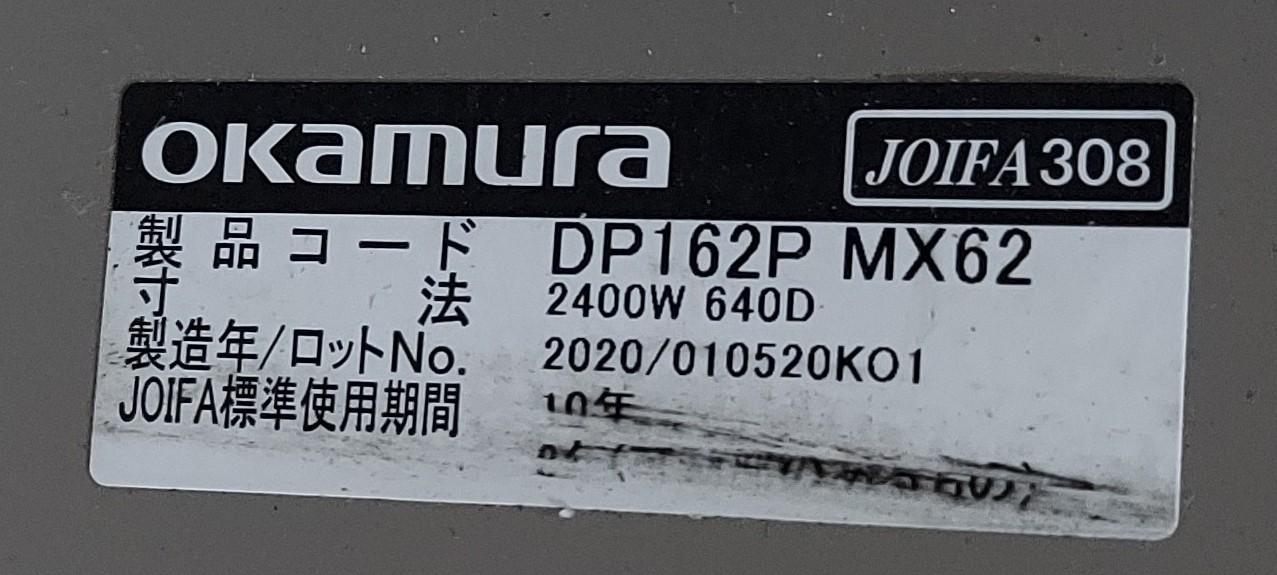 okamura JOIFA308
製品コード DP162P MX62
寸法 2400W 640D
製造年/ロットNo. 2020/010520K01
JOIFA標準使用期間 10年